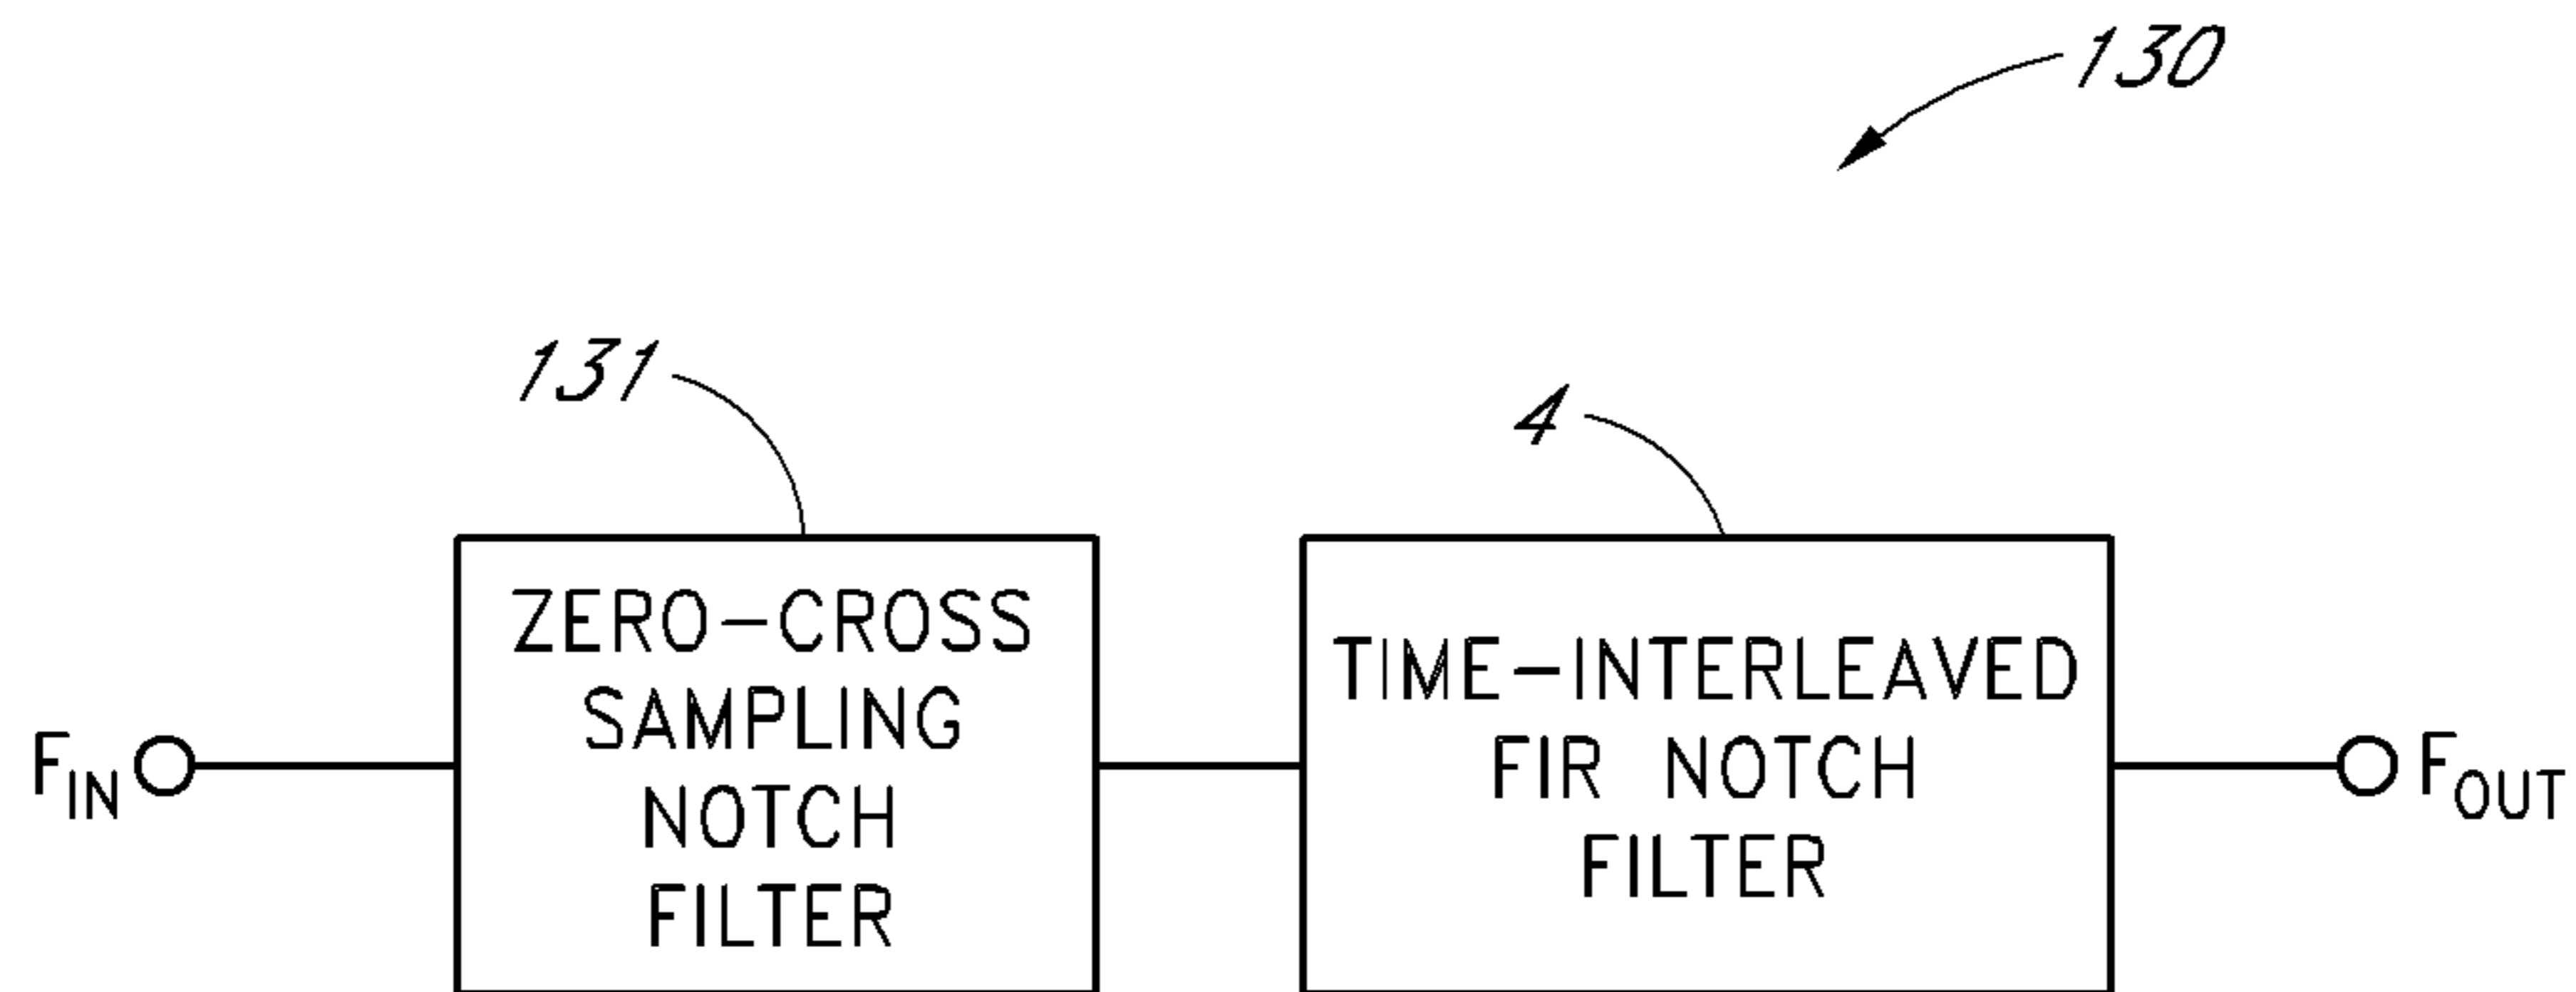 130
131
4
ZERO-CROSS
SAMPLING
NOTCH
FILTER
TIME-INTERLEAVED
FIR NOTCH
FILTER
FIN
FOUT